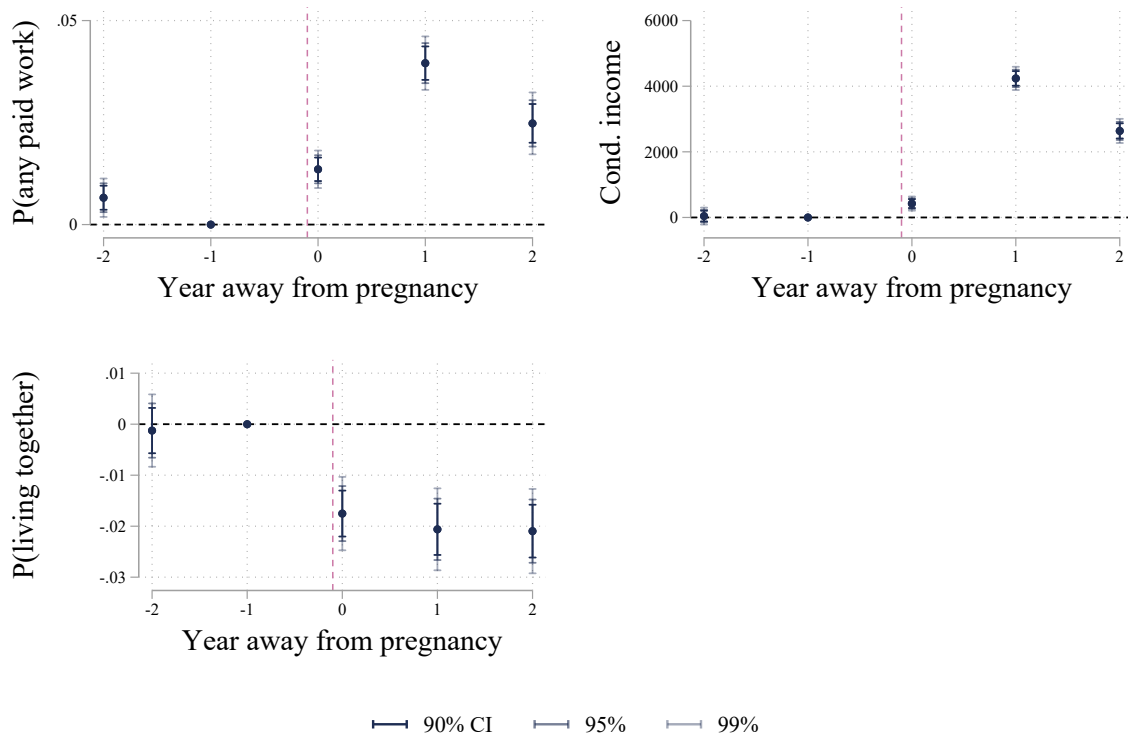 P(any paid work)
.05
0
-2 -1 0 1 2
Year away from pregnancy
Cond. income
6000
4000
2000
0
-2 -1 0 1 2
Year away from pregnancy
P(living together)
.01
0
-.01
-.02
-.03
-2 -1 0 1 2
Year away from pregnancy
90% CI 95% 99%